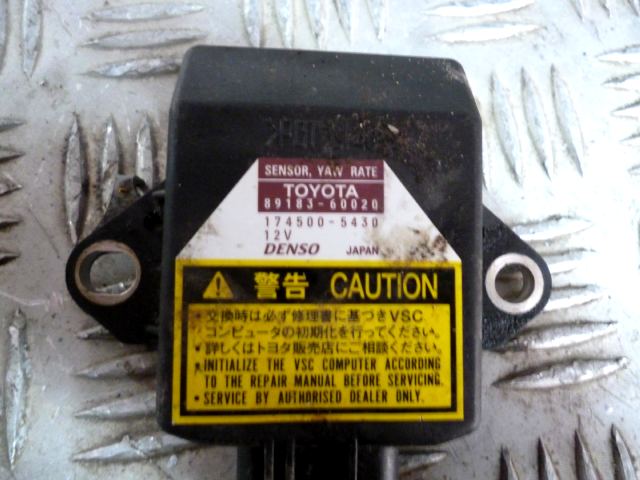 SENSOR, YAW RATE
TOYOTA
89183-60020
174500-5430
12V
DENSO JAPAN
警告 CAUTION
・交換時は必ず修理書に基づきVSC
コンピュータの初期化を行ってください。
・詳しくはトヨタ販売店にご相談ください。
・INITIALIZE THE VSC COMPUTER ACCORDING
TO THE REPAIR MANUAL BEFORE SERVICING.
・SERVICE BY AUTHORISED DEALER ONLY.